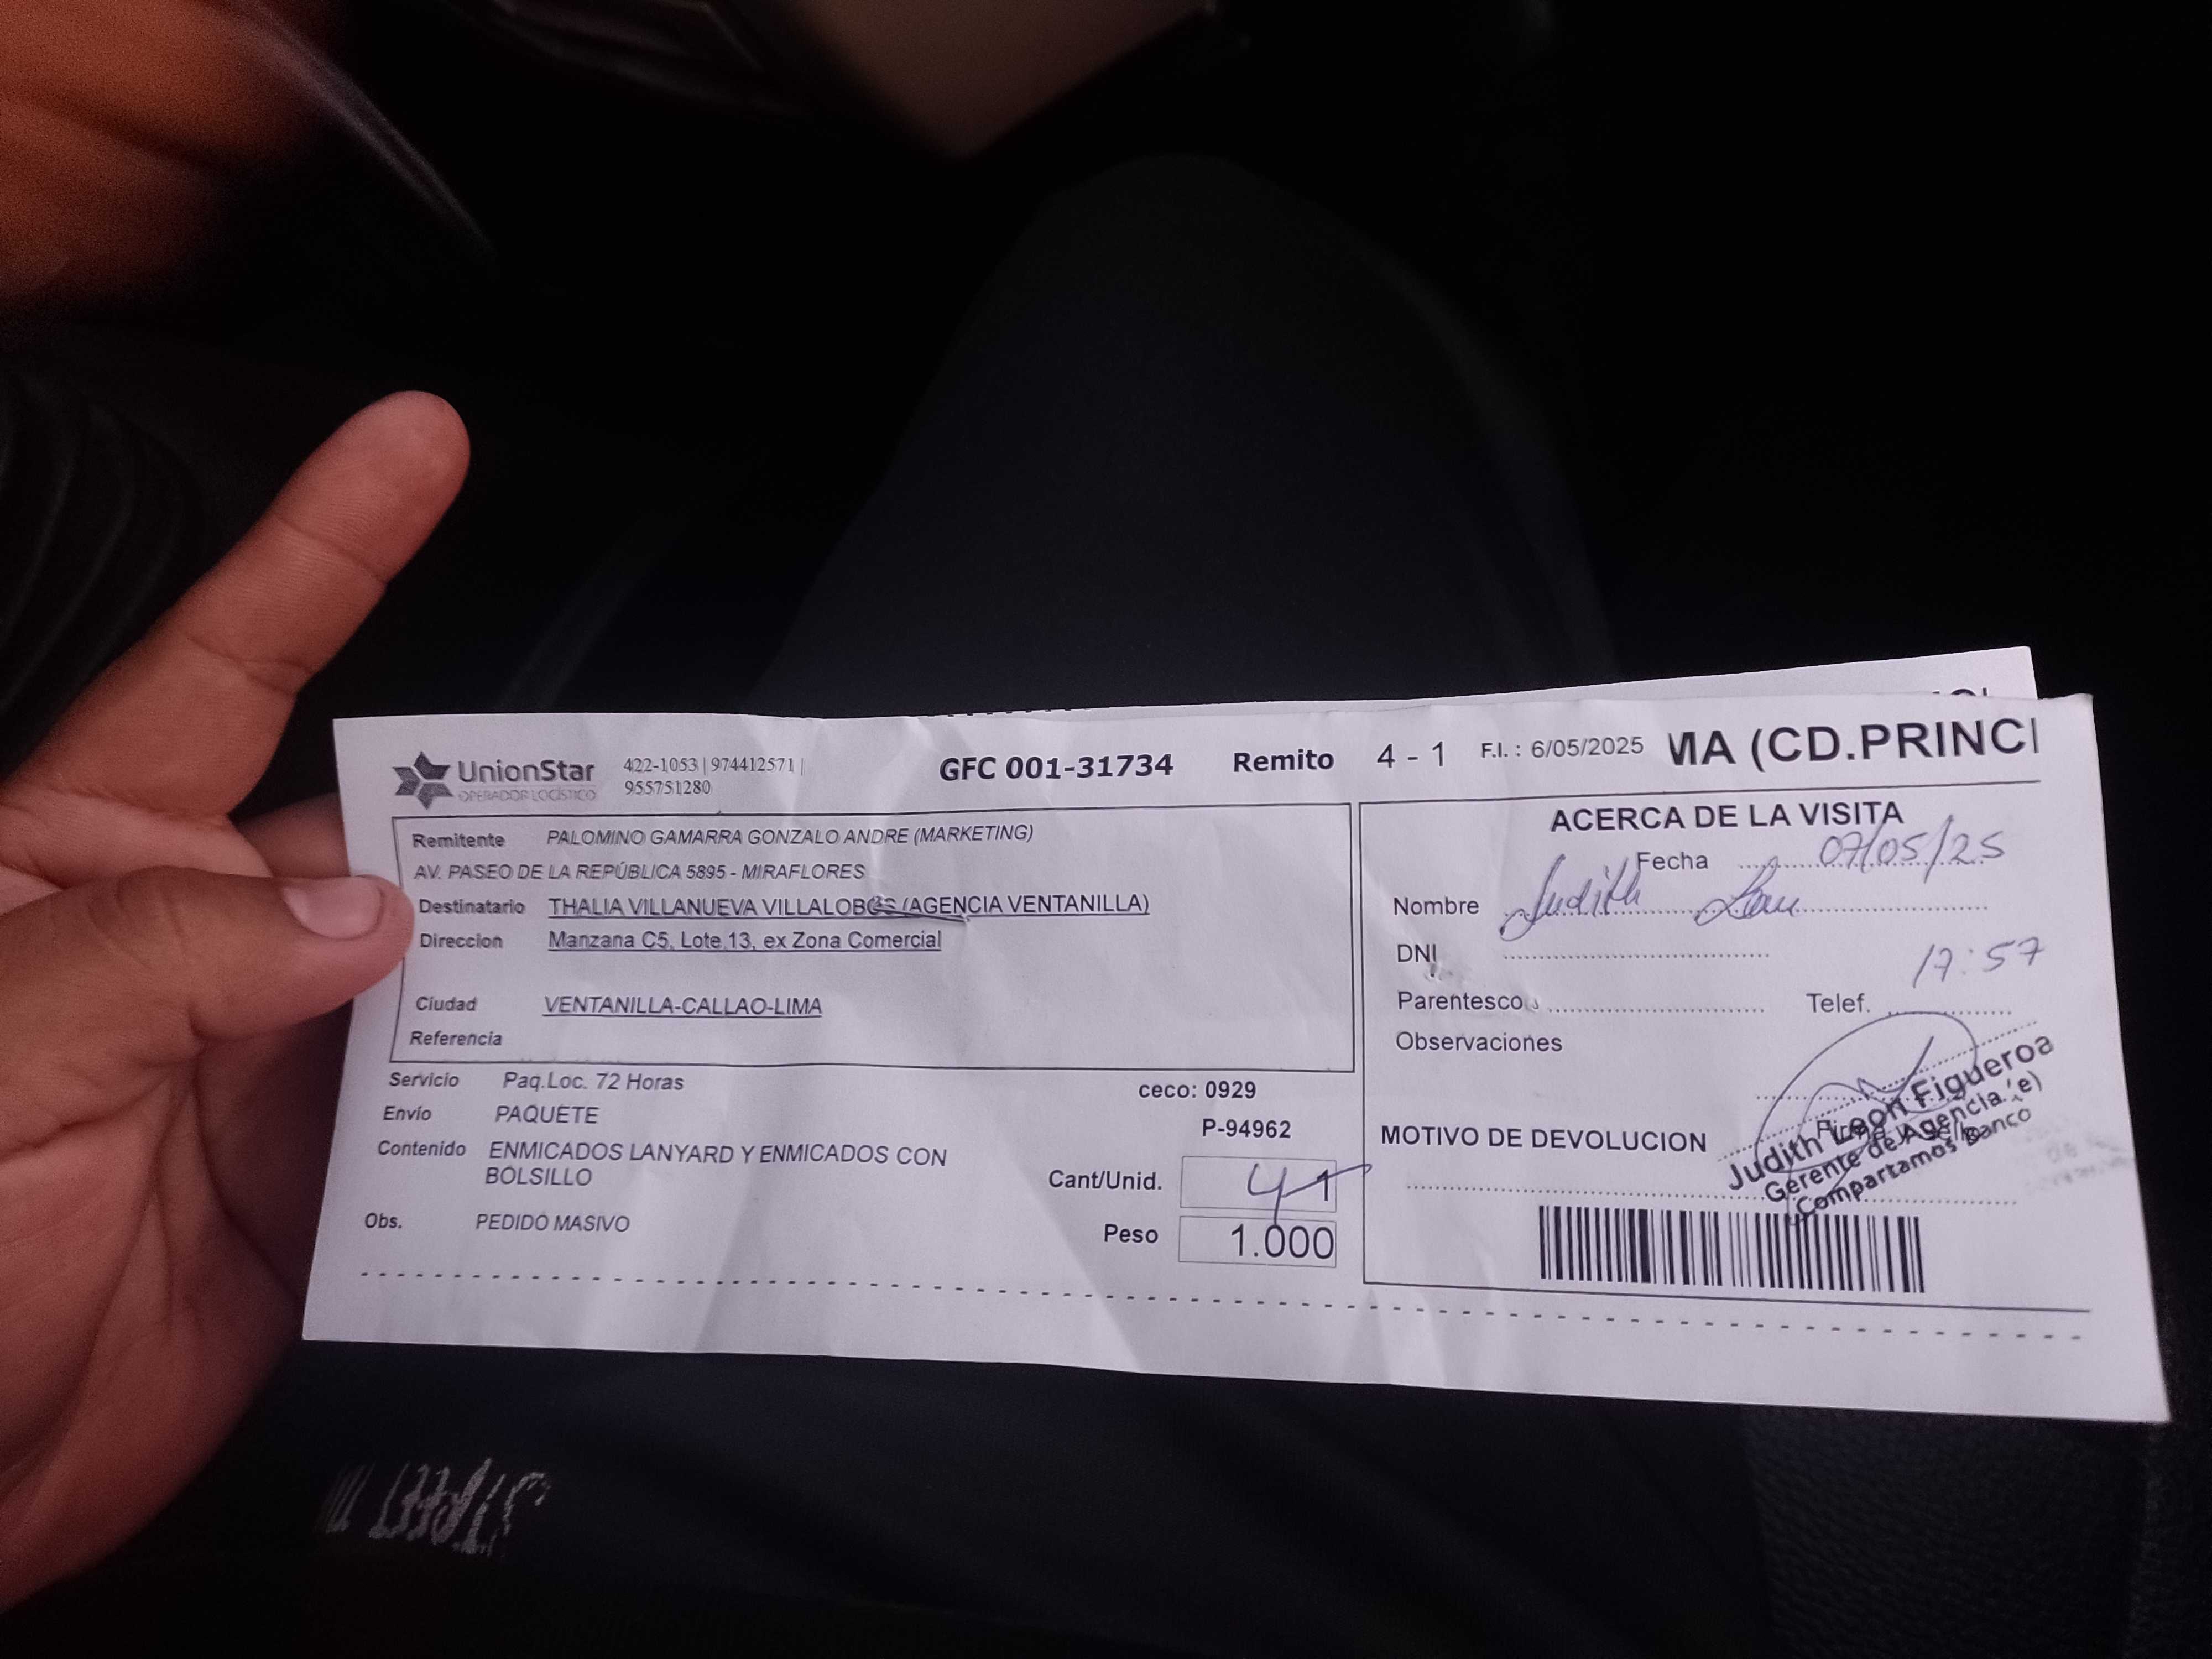 UnionStar
OPERADOR LOGÍSTICO
422-1053 | 974412571 |
955751280
GFC 001-31734 Remito 4 - 1 F.I. : 6/05/2025 MA (CD.PRINCI
Remitente PALOMINO GAMARRA GONZALO ANDRE (MARKETING)
AV. PASEO DE LA REPÚBLICA 5895 - MIRAFLORES
Destinatario THALIA VILLANUEVA VILLALOBOS (AGENCIA VENTANILLA)
Direccion Manzana C5, Lote 13, ex Zona Comercial
Ciudad VENTANILLA-CALLAO-LIMA
Referencia
Servicio Paq.Loc. 72 Horas
ceco: 0929
Envío PAQUETE
P-94962
Contenido ENMICADOS LANYARD Y ENMICADOS CON
BOLSILLO
Cant/Unid. 4 1
Obs. PEDIDO MASIVO
Peso 1.000
ACERCA DE LA VISITA
Fecha 07/05/25
Nombre Judith
DNI
17:57
Parentesco Telef.
Observaciones
MOTIVO DE DEVOLUCION
Judith Leon Figueroa
Gerente de Agencia (e)
Compartamos Banco